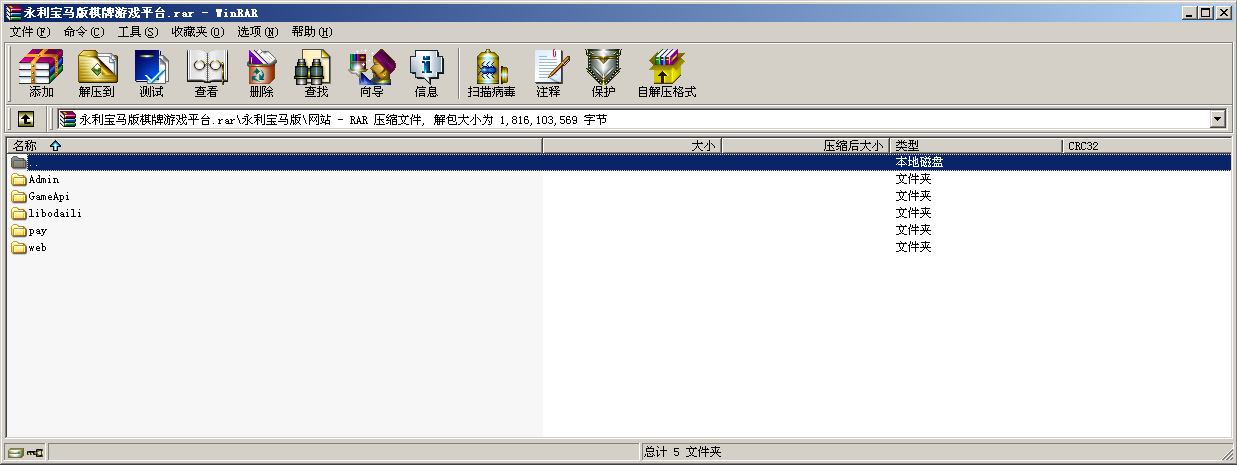 永利宝马版棋牌游戏平台.rar - WinRAR
文件(F) 命令(C) 工具(S) 收藏夹(O) 选项(N) 帮助(H)
添加 解压到 测试 查看 删除 查找 向导 信息 扫描病毒 注释 保护 自解压格式
永利宝马版棋牌游戏平台.rar\永利宝马版\网站 - RAR 压缩文件, 解包大小为 1,816,103,569 字节
名称 大小 压缩后大小 类型 CRC32
.. 本地磁盘
Admin 文件夹
GameApi 文件夹
libodaili 文件夹
pay 文件夹
web 文件夹
总计 5 文件夹